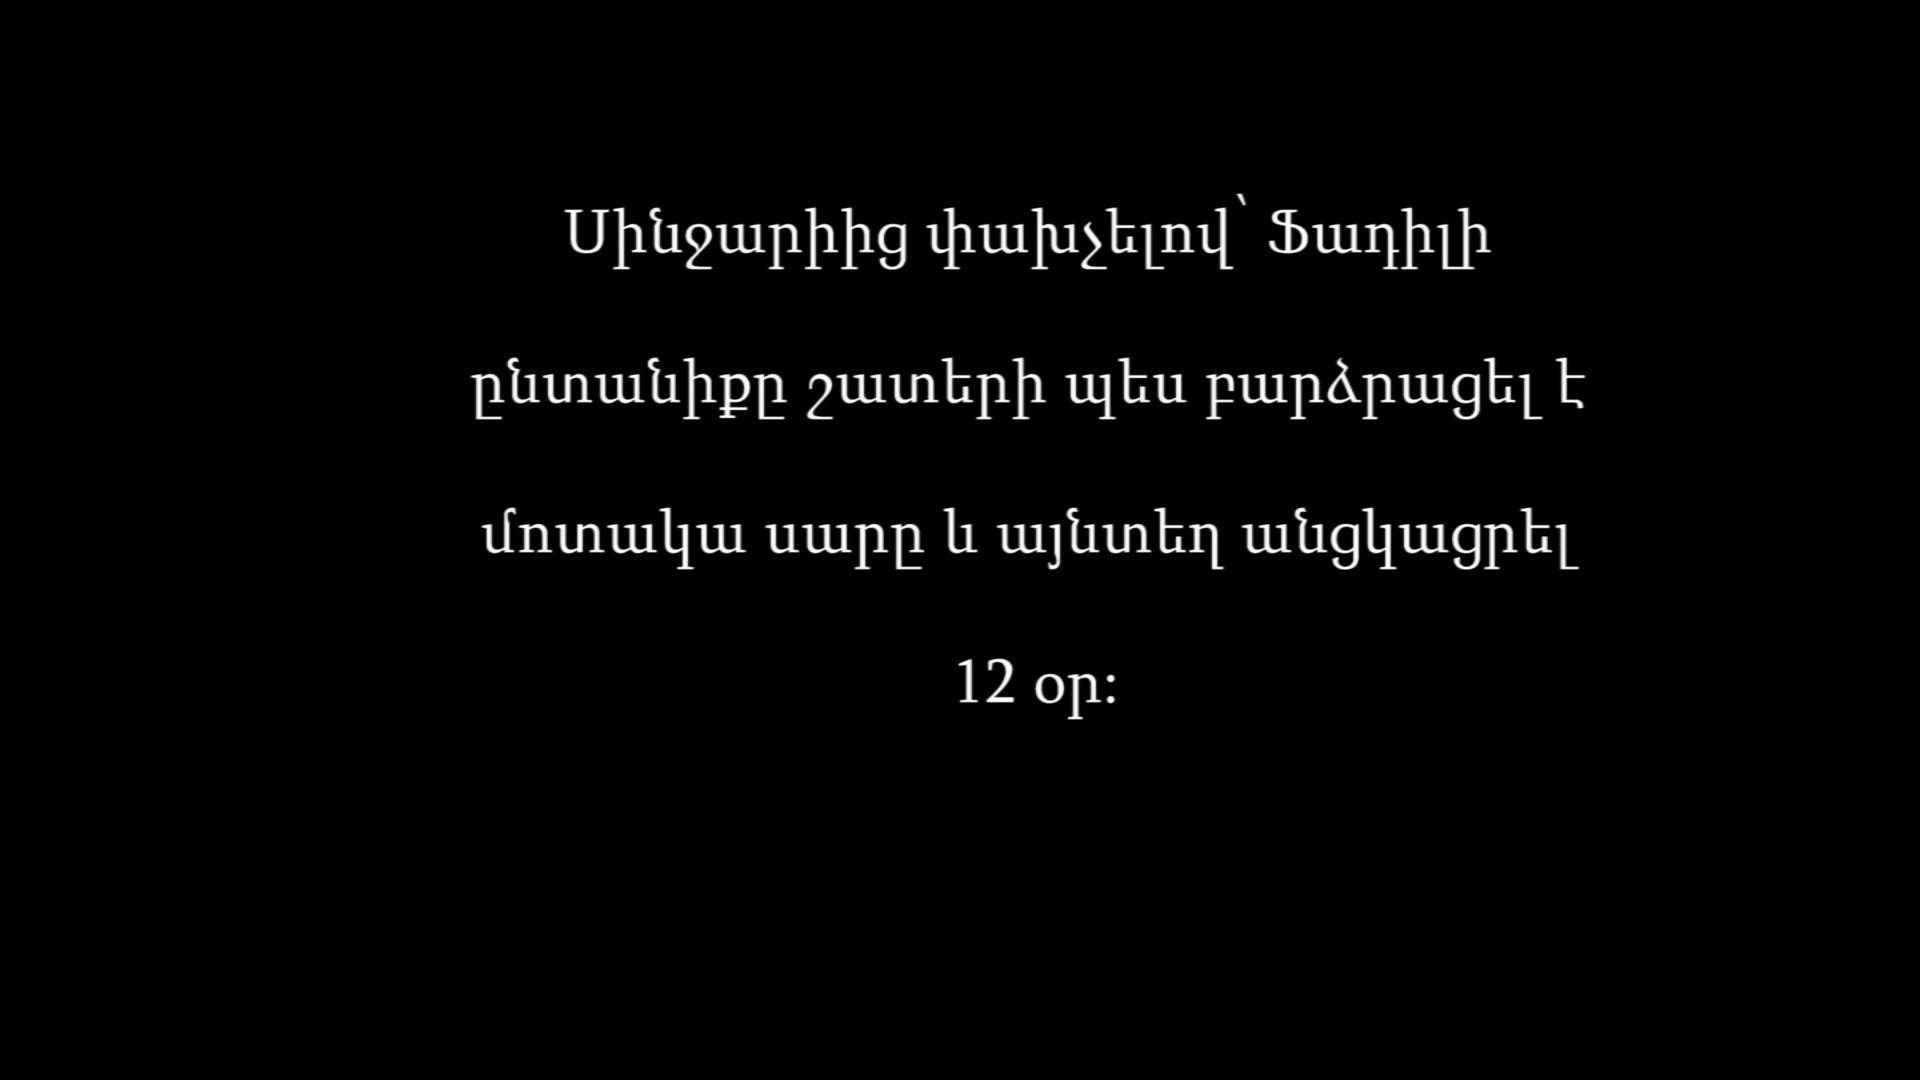 Սինջարիից փախչելով՝ Ֆադիլի
ընտանիքը շատերի պես բարձրացել է
մոտակա սարը և այնտեղ անցկացրել
12 օր: